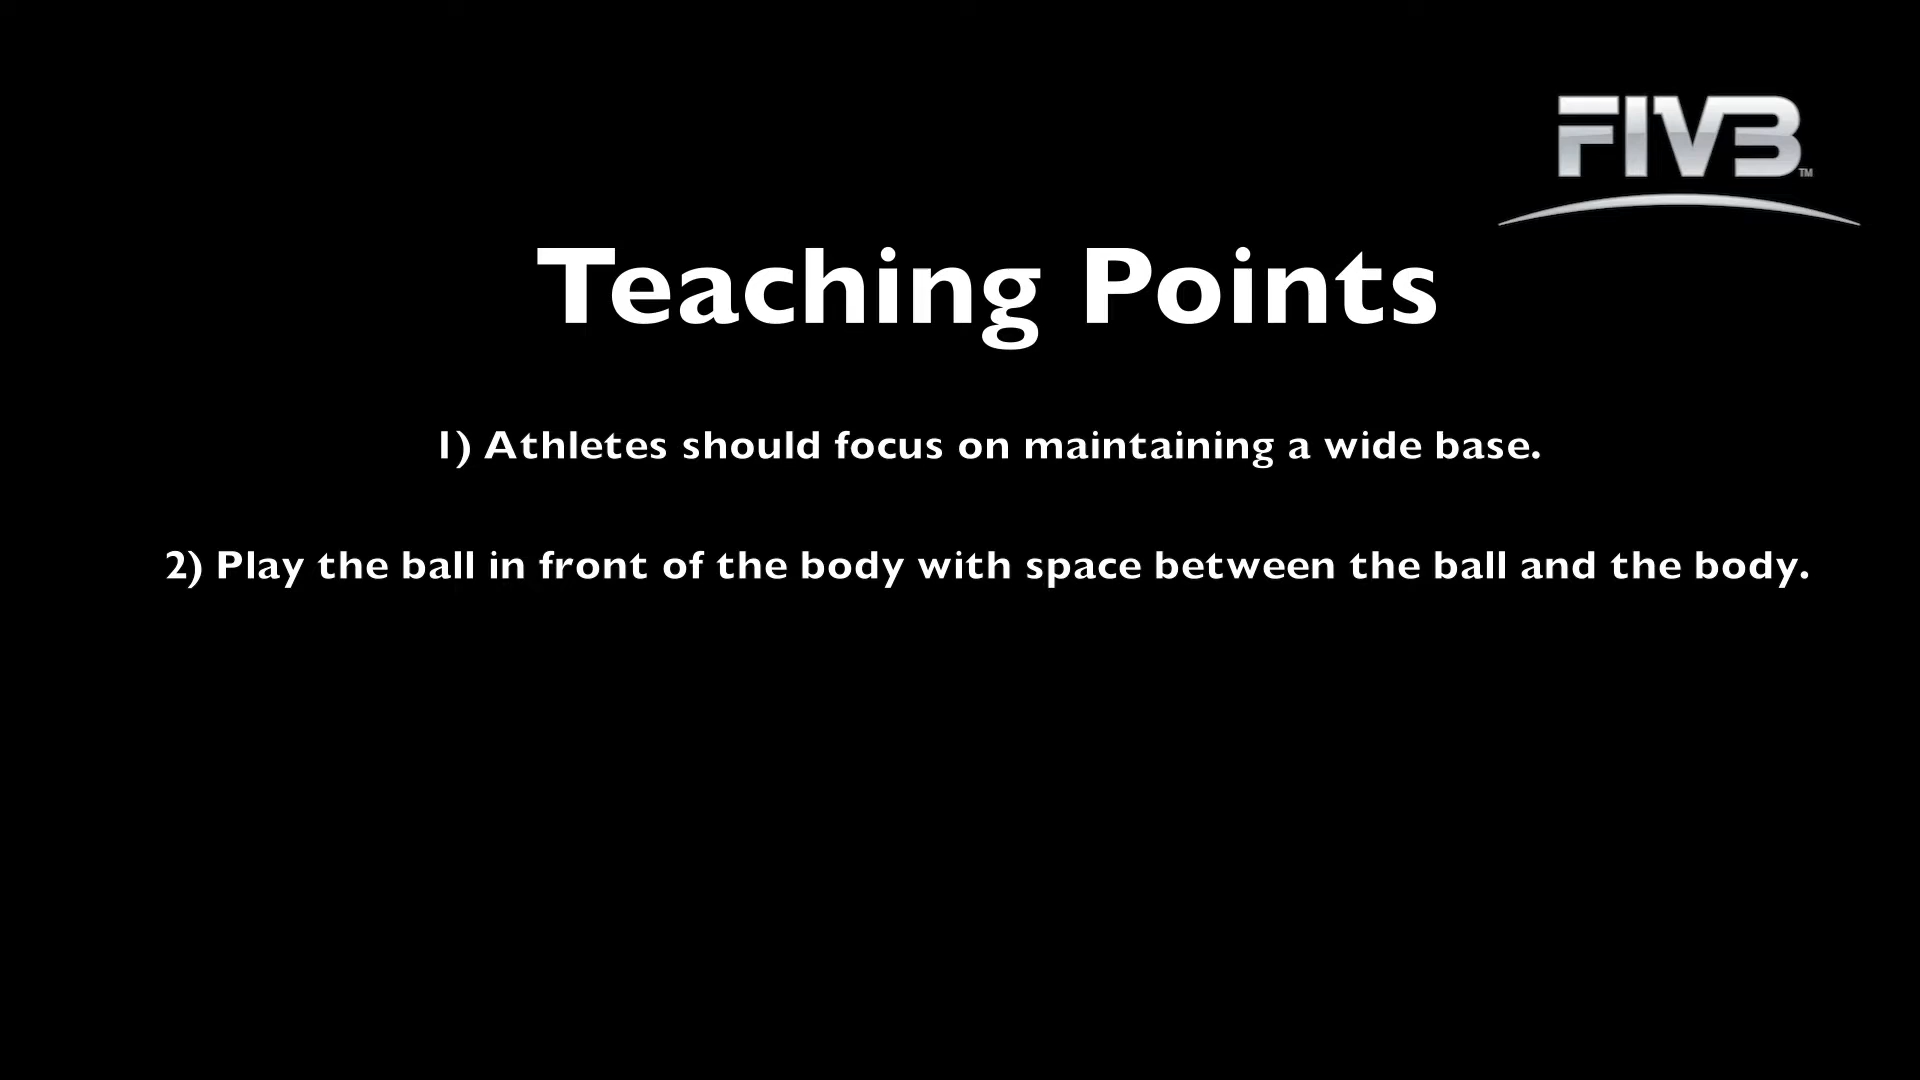 FIVB™
Teaching Points
1) Athletes should focus on maintaining a wide base.
2) Play the ball in front of the body with space between the ball and the body.